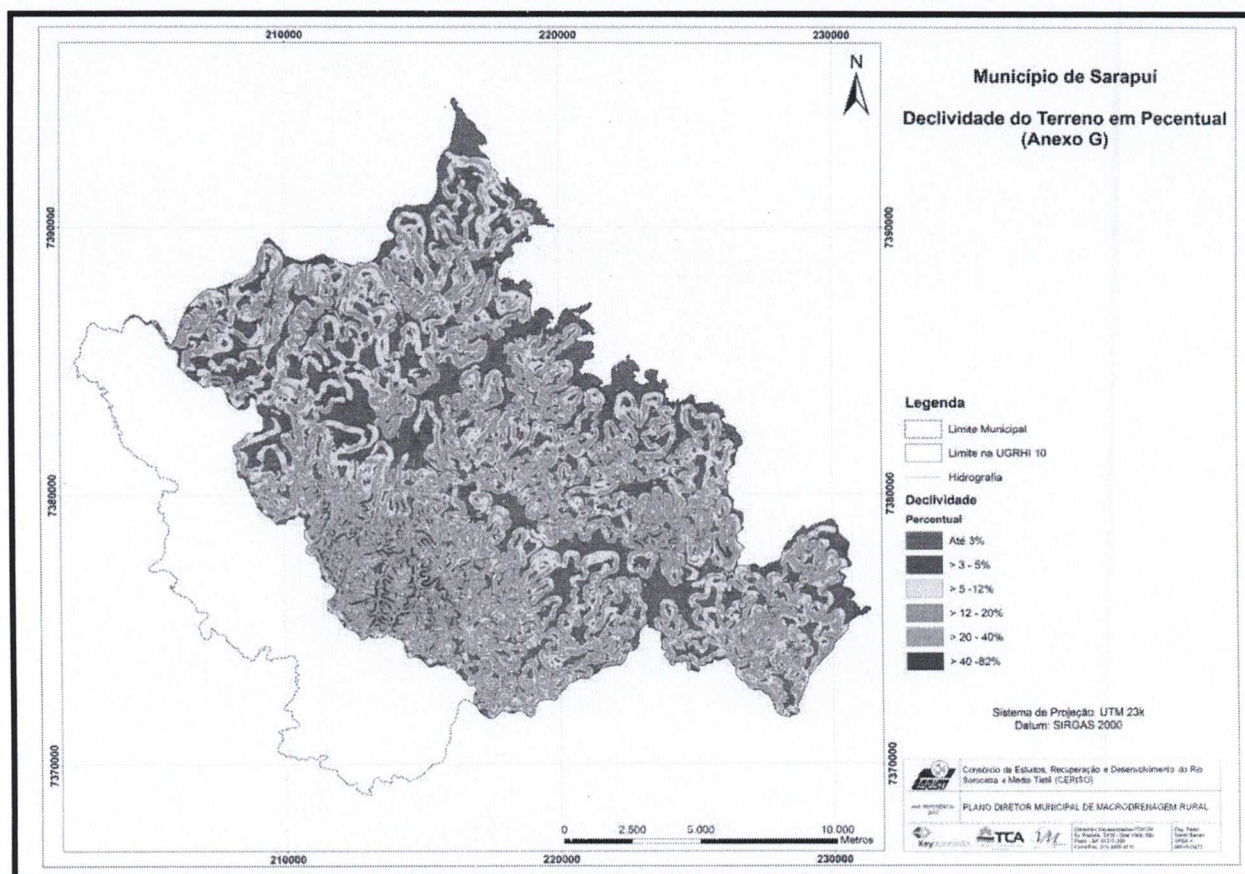 210000
220000
230000
N
Município de Sarapui
Declividade do Terreno em Pecentual
(Anexo G)
7390000
7390000
7380000
7380000
7370000
7370000
Legenda
Limite Municipal
Limite na UGRHI 10
Hidrografia
Declividade
Percentual
Até 3%
> 3 - 5%
> 5 -12%
> 12 - 20%
> 20 - 40%
> 40 -82%
Sistema de Projeção: UTM 23k
Datum: SIRGAS 2000
0 2.500 5.000 10.000
Metros
210000
220000
230000
Consórcio de Estudos, Recuperação e Desenvolvimento do Rio
Sorocaba e Médio Tietê (CERISO)
PLANO DIRETOR MUNICIPAL DE MACRODRENAGEM RURAL
Key
TCA